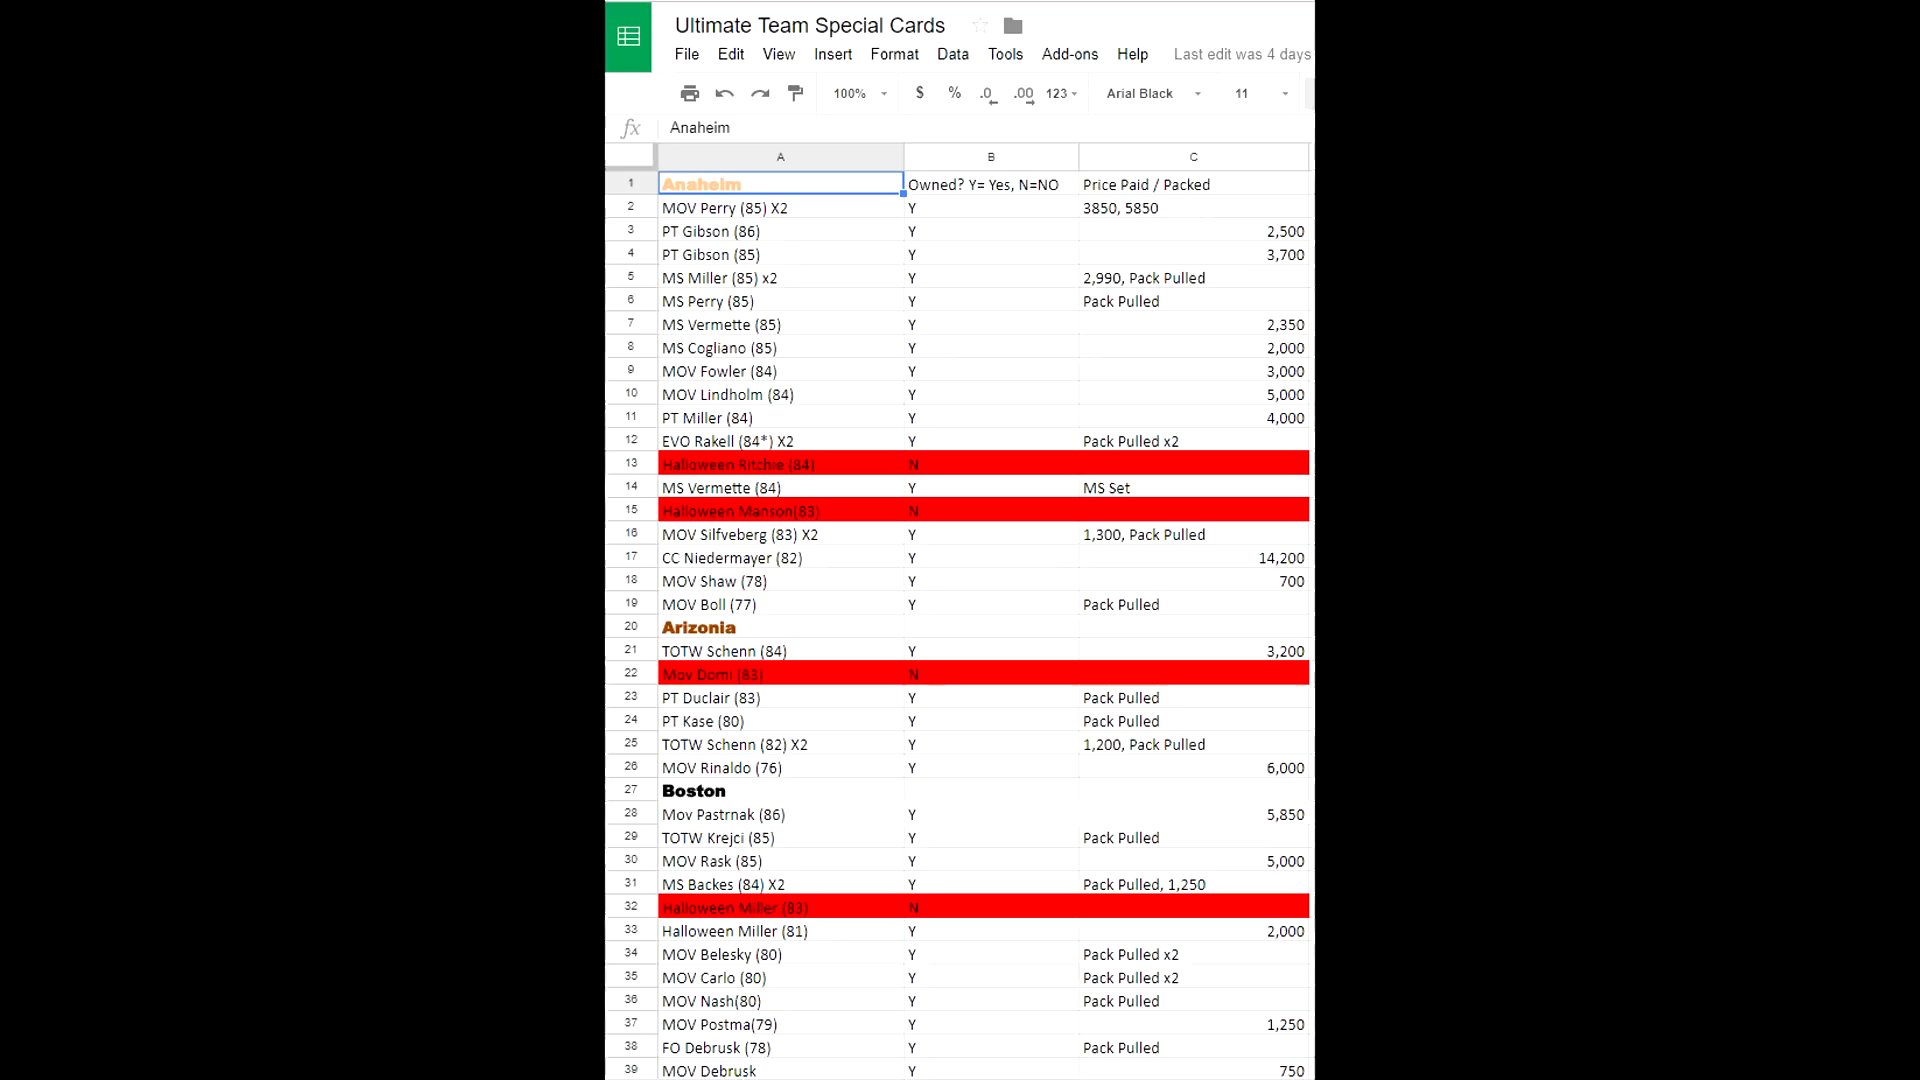 Ultimate Team Special Cards
File Edit View Insert Format Data Tools Add-ons Help Last edit was 4 days
100% $ % .0 .00 123 Arial Black 11
fx Anaheim
A B C
1 Anaheim Owned? Y= Yes, N=NO Price Paid / Packed
2 MOV Perry (85) X2 Y 3850, 5850
3 PT Gibson (86) Y 2,500
4 PT Gibson (85) Y 3,700
5 MS Miller (85) x2 Y 2,990, Pack Pulled
6 MS Perry (85) Y Pack Pulled
7 MS Vermette (85) Y 2,350
8 MS Cogliano (85) Y 2,000
9 MOV Fowler (84) Y 3,000
10 MOV Lindholm (84) Y 5,000
11 PT Miller (84) Y 4,000
12 EVO Rakell (84*) X2 Y Pack Pulled x2
13 Halloween Ritchie (84) N
14 MS Vermette (84) Y MS Set
15 Halloween Manson(83) N
16 MOV Silfveberg (83) X2 Y 1,300, Pack Pulled
17 CC Niedermayer (82) Y 14,200
18 MOV Shaw (78) Y 700
19 MOV Boll (77) Y Pack Pulled
20 Arizonia
21 TOTW Schenn (84) Y 3,200
22 Mov Domi (83) N
23 PT Duclair (83) Y Pack Pulled
24 PT Kase (80) Y Pack Pulled
25 TOTW Schenn (82) X2 Y 1,200, Pack Pulled
26 MOV Rinaldo (76) Y 6,000
27 Boston
28 Mov Pastrnak (86) Y 5,850
29 TOTW Krejci (85) Y Pack Pulled
30 MOV Rask (85) Y 5,000
31 MS Backes (84) X2 Y Pack Pulled, 1,250
32 Halloween Miller (83) N
33 Halloween Miller (81) Y 2,000
34 MOV Belesky (80) Y Pack Pulled x2
35 MOV Carlo (80) Y Pack Pulled x2
36 MOV Nash(80) Y Pack Pulled
37 MOV Postma(79) Y 1,250
38 FO Debrusk (78) Y Pack Pulled
39 MOV Debrusk Y 750